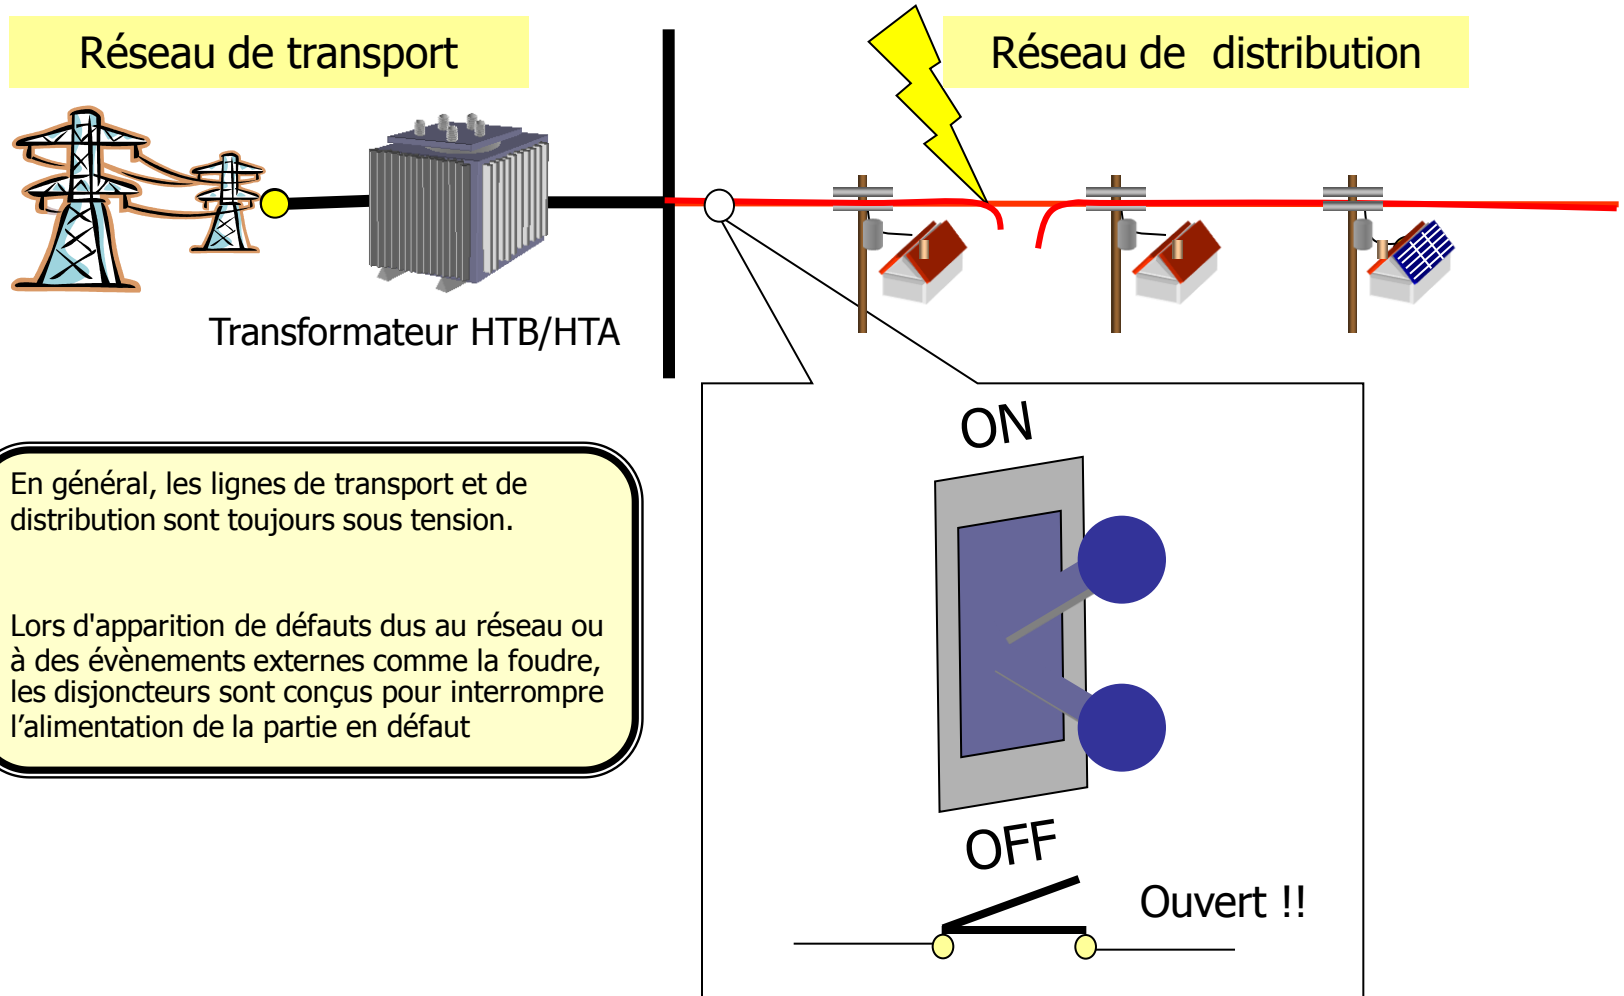 Réseau de transport
Réseau de  distribution
Transformateur HTB/HTA
En général, les lignes de transport et de
distribution sont toujours sous tension.
Lors d'apparition de défauts dus au réseau ou
à des évènements externes comme la foudre,
les disjoncteurs sont conçus pour interrompre
l’alimentation de la partie en défaut
ON
OFF
Ouvert !!